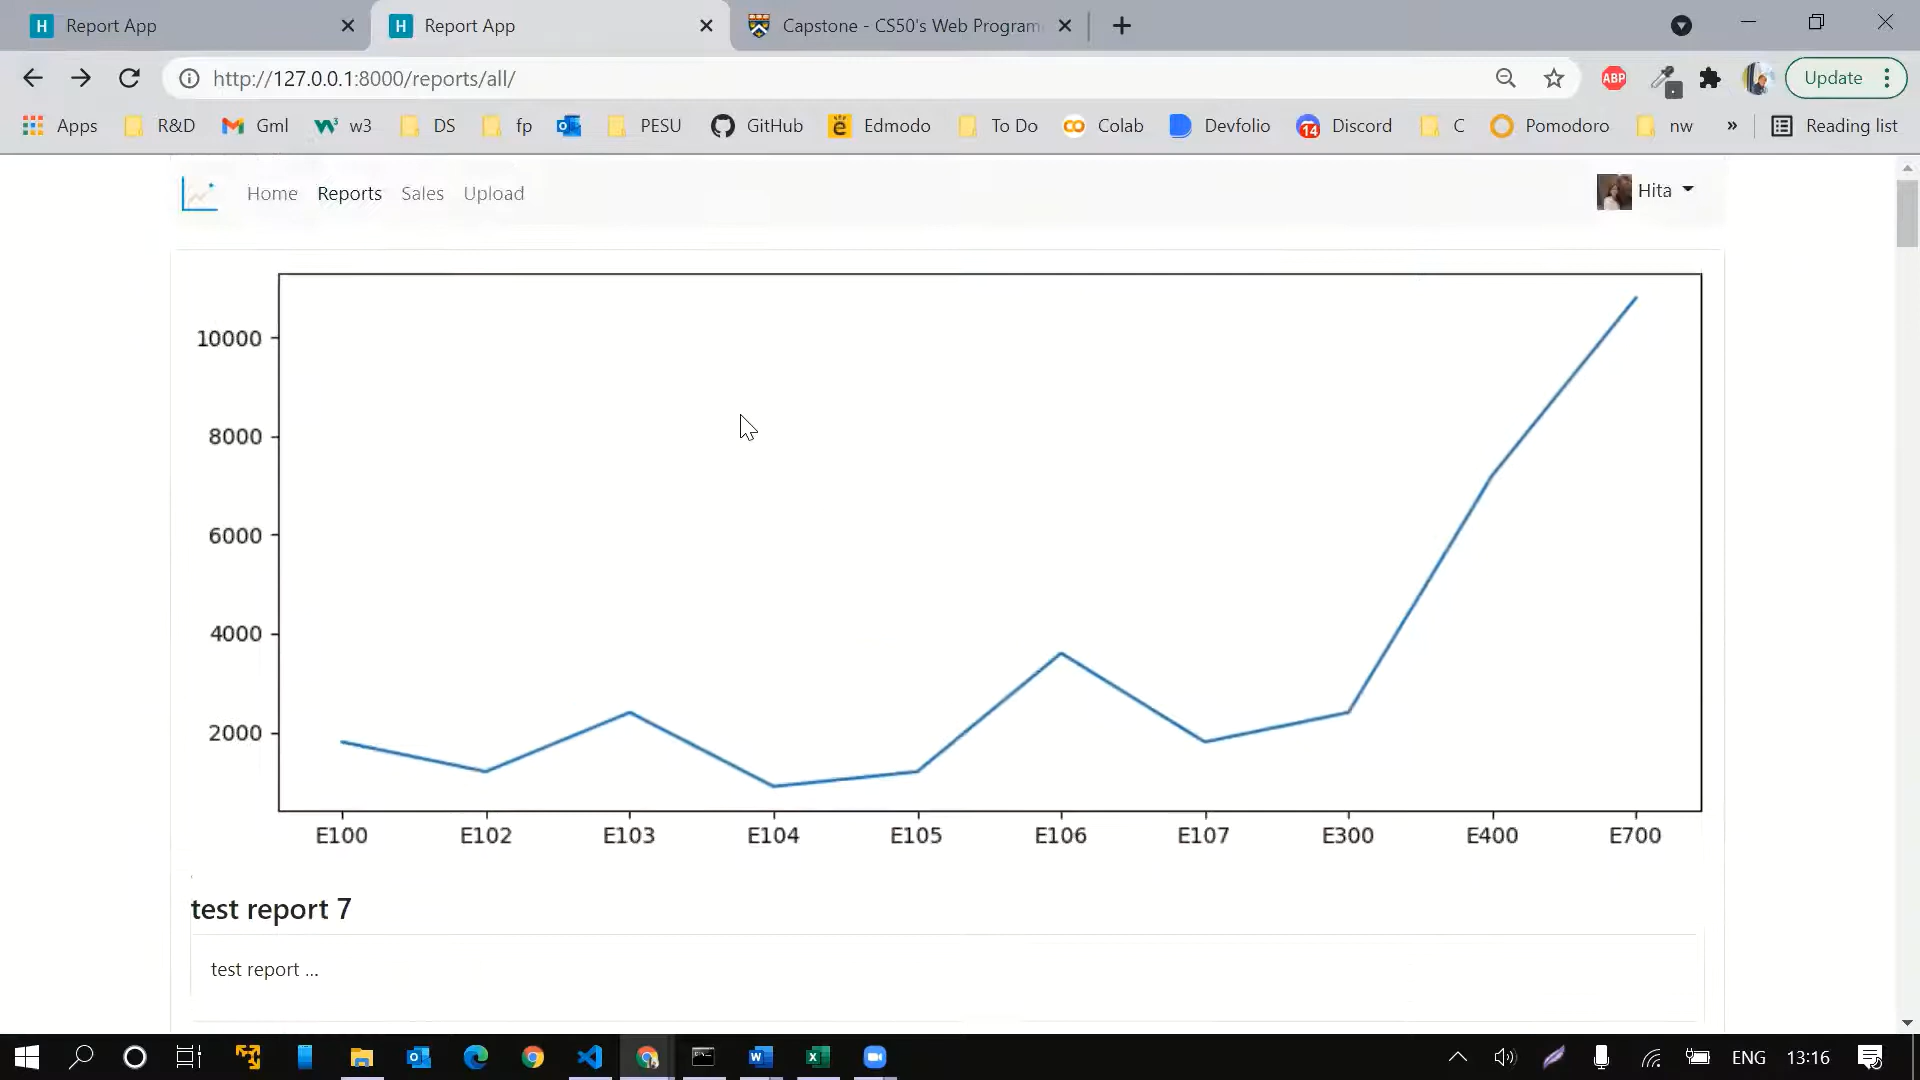 H Report App
H Report App
Capstone - CS50's Web Program
http://127.0.0.1:8000/reports/all/
ABP
Update
Apps R&D Gml w3 DS fp PESU GitHub Edmodo To Do Colab Devfolio 14 Discord C Pomodoro nw » Reading list
Home Reports Sales Upload
Hita
10000
8000
6000
4000
2000
E100 E102 E103 E104 E105 E106 E107 E300 E400 E700
test report 7
test report ...
ENG 13:16